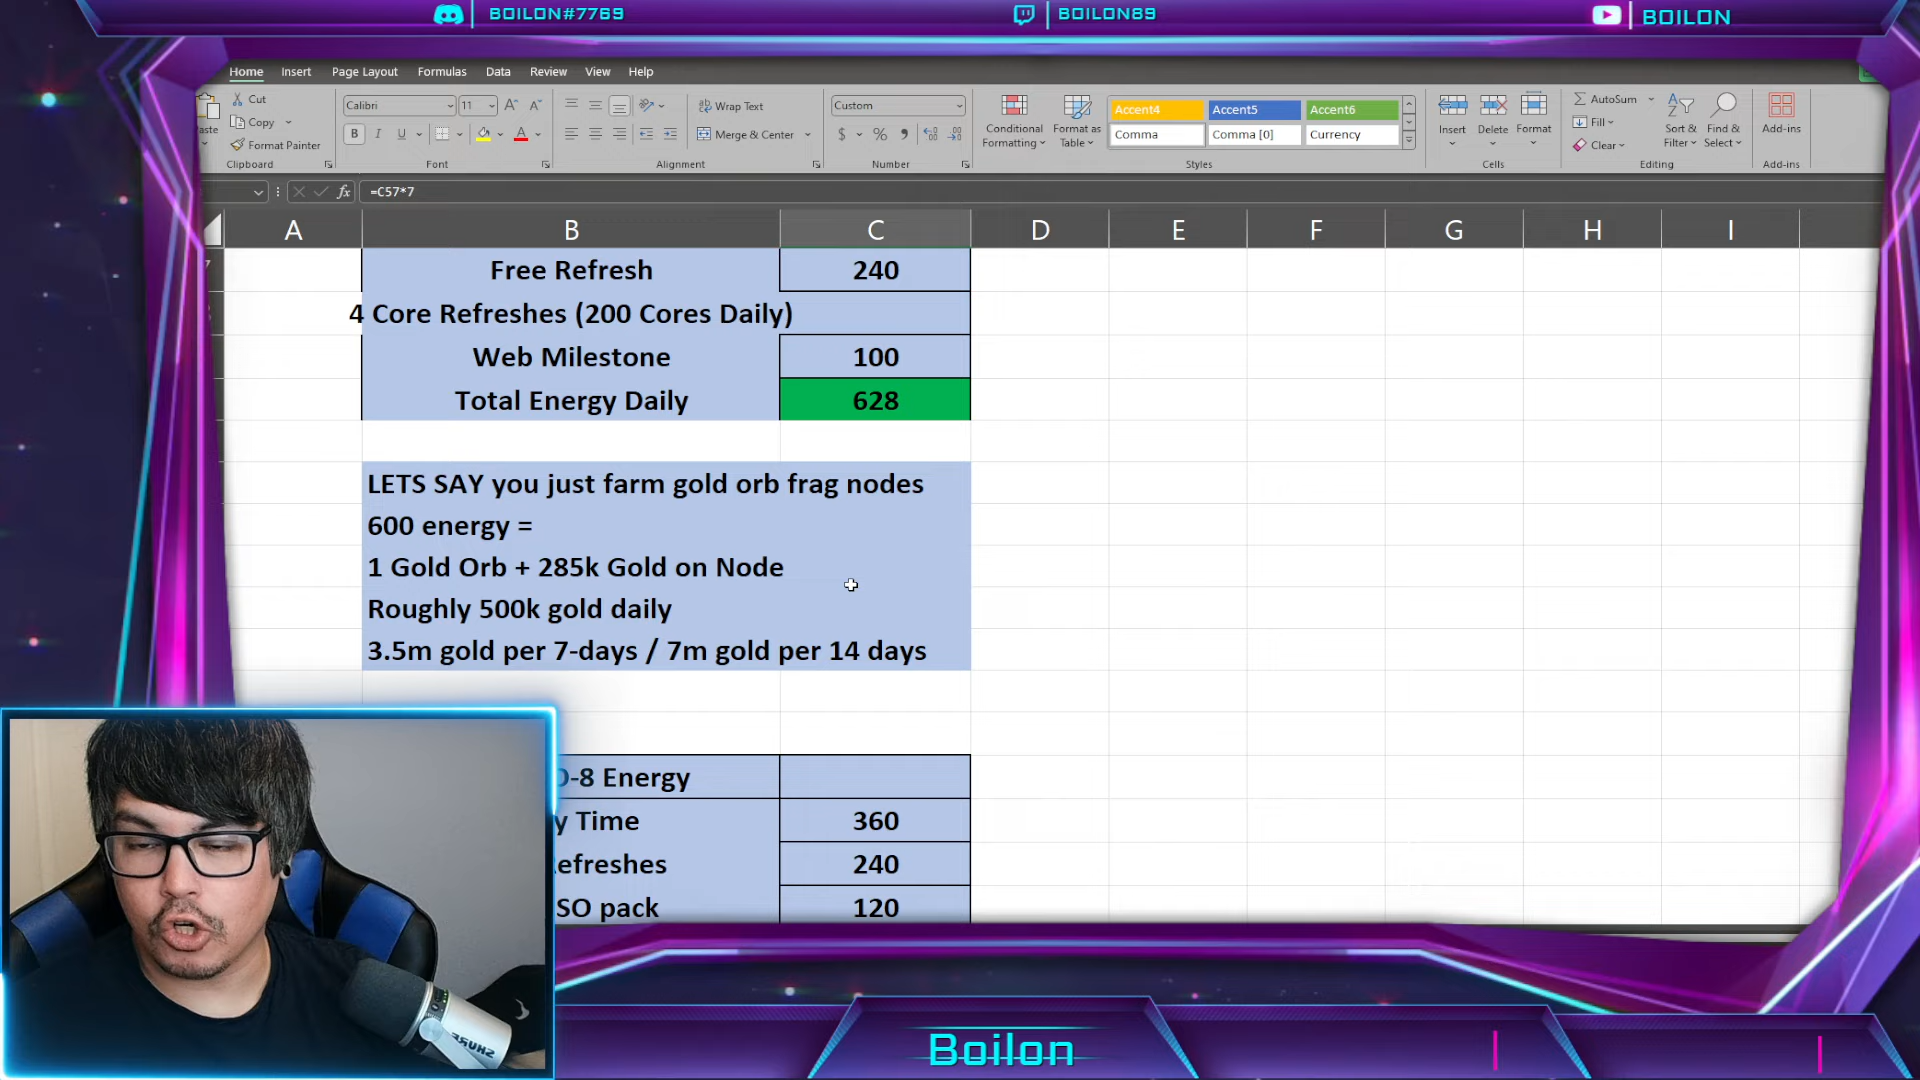 BOILON#7769
BOILON89
BOILON
Home Insert Page Layout Formulas Data Review View Help
Cut
Copy
Format Painter
Clipboard
Calibri 11
B I U
Font
Wrap Text
Merge & Center
Alignment
Custom
$ %
Number
Conditional Formatting
Format as Table
Accent4 Accent5 Accent6
Comma Comma [0] Currency
Styles
Insert Delete Format
Cells
AutoSum
Fill
Clear
Sort & Filter
Find & Select
Editing
Add-ins
Add-ins
fx =C57*7
A B C D E F G H I
Free Refresh 240
4 Core Refreshes (200 Cores Daily)
Web Milestone 100
Total Energy Daily 628
LETS SAY you just farm gold orb frag nodes
600 energy =
1 Gold Orb + 285k Gold on Node
Roughly 500k gold daily
3.5m gold per 7-days / 7m gold per 14 days
-8 Energy
y Time 360
efreshes 240
SO pack 120
SHURE
Boilon